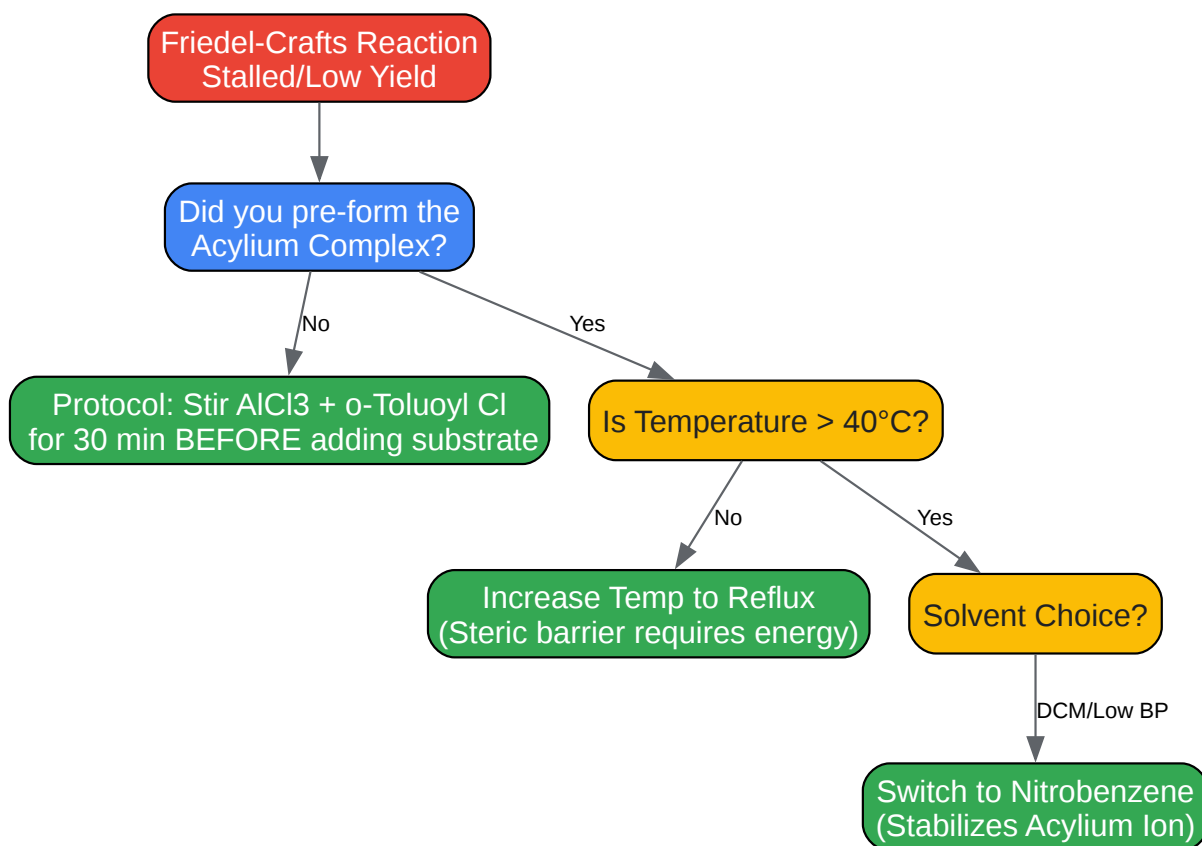 Friedel-Crafts Reaction
Stalled/Low Yield
Did you pre-form the
Acylium Complex?
No
Yes
Protocol: Stir AlCl3 + o-Toluoyl Cl
for 30 min BEFORE adding substrate
Is Temperature > 40°C?
No
Yes
Increase Temp to Reflux
(Steric barrier requires energy)
Solvent Choice?
DCM/Low BP
Switch to Nitrobenzene
(Stabilizes Acylium Ion)